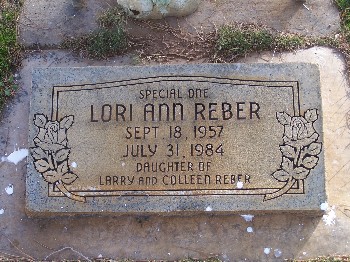 SPECIAL ONE
LORI ANN REBER
SEPT. 18, 1957
JULY 31, 1984
DAUGHTER OF
LARRY AND COLLEEN REBER